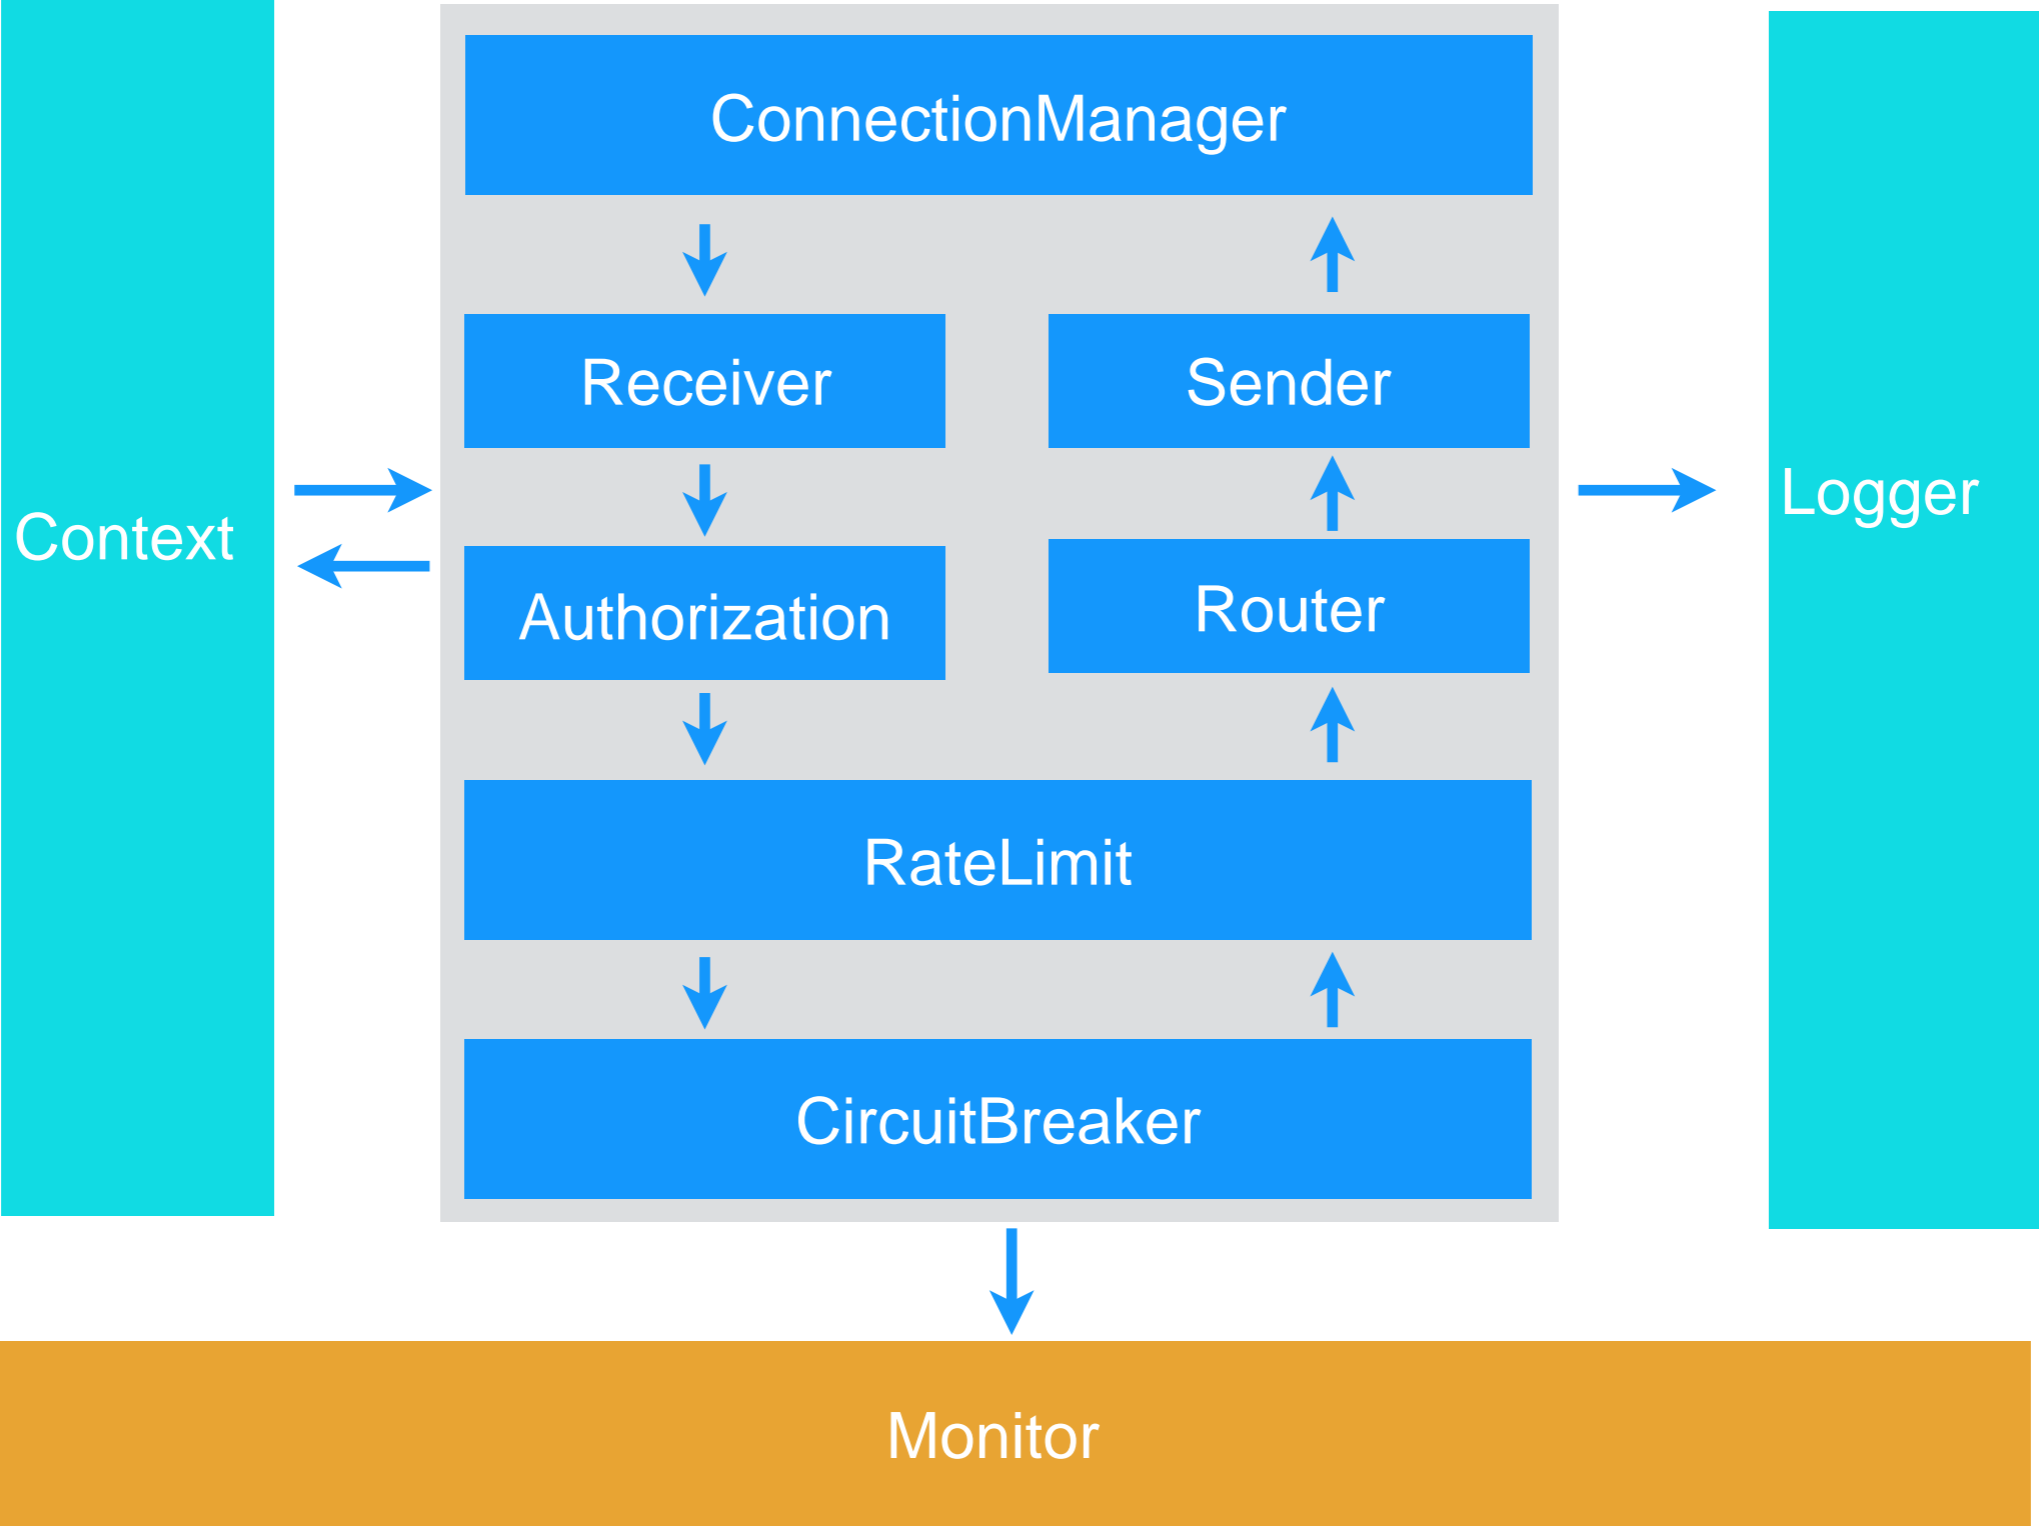 ConnectionManager
Receiver
Sender
Context
Logger
Authorization
Router
RateLimit
CircuitBreaker
Monitor